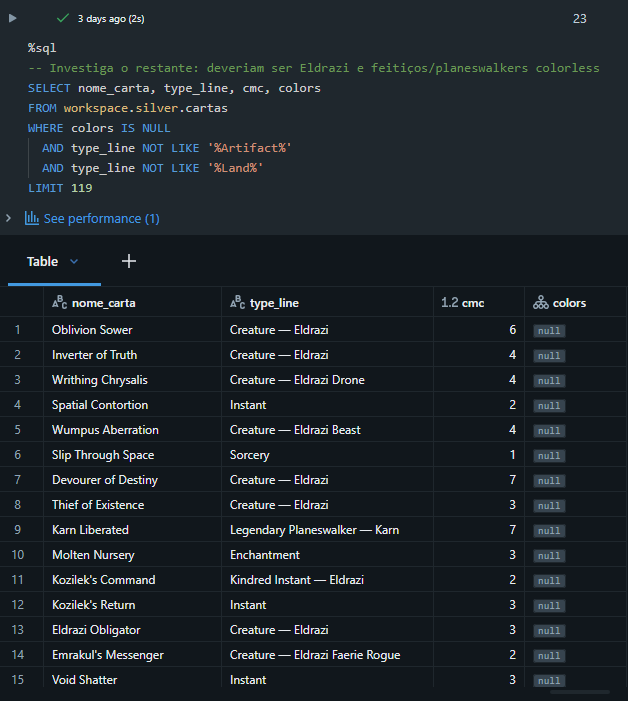 3 days ago (2s)
23
%sql
-- Investiga o restante: deveriam ser Eldrazi e feitiços/planeswalkers colorless
SELECT nome_carta, type_line, cmc, colors
FROM workspace.silver.cartas
WHERE colors IS NULL
AND type_line NOT LIKE '%Artifact%'
AND type_line NOT LIKE '%Land%'
LIMIT 119
See performance (1)
Table
nome_carta type_line 1.2 cmc colors
1 Oblivion Sower Creature — Eldrazi 6 null
2 Inverter of Truth Creature — Eldrazi 4 null
3 Writhing Chrysalis Creature — Eldrazi Drone 4 null
4 Spatial Contortion Instant 2 null
5 Wumpus Aberration Creature — Eldrazi Beast 4 null
6 Slip Through Space Sorcery 1 null
7 Devourer of Destiny Creature — Eldrazi 7 null
8 Thief of Existence Creature — Eldrazi 3 null
9 Karn Liberated Legendary Planeswalker — Karn 7 null
10 Molten Nursery Enchantment 3 null
11 Kozilek's Command Kindred Instant — Eldrazi 2 null
12 Kozilek's Return Instant 3 null
13 Eldrazi Obligator Creature — Eldrazi 3 null
14 Emrakul's Messenger Creature — Eldrazi Faerie Rogue 2 null
15 Void Shatter Instant 3 null